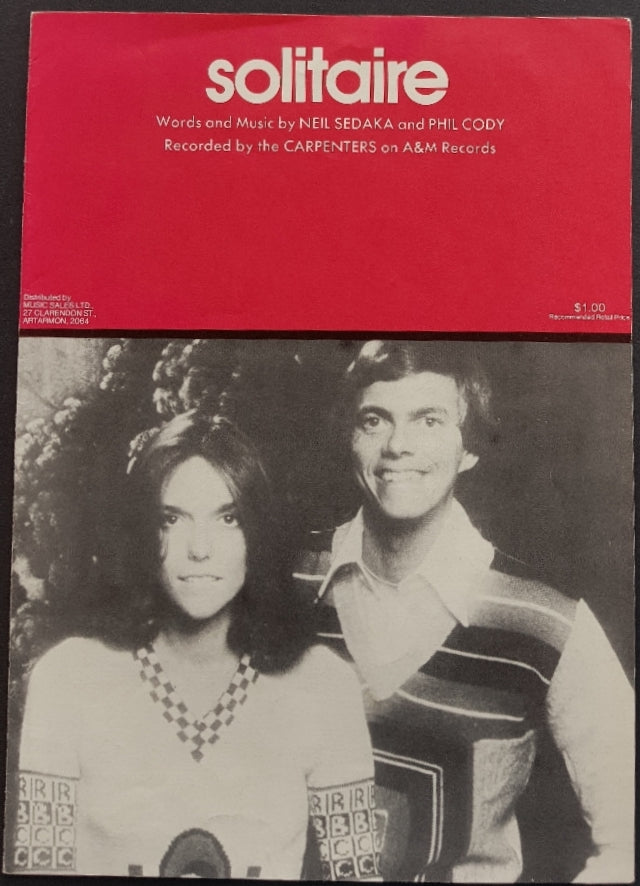 solitaire
Words and Music by NEIL SEDAKA and PHIL CODY
Recorded by the CARPENTERS on A&M Records
Distributed by
MUSIC SALES LTD.,
27 CLARENDON ST.,
ARTARMON, 2064
$1.00
Recommended Retail Price
R R
B B
C C
C C
R R R
B B B
C C C
C C C